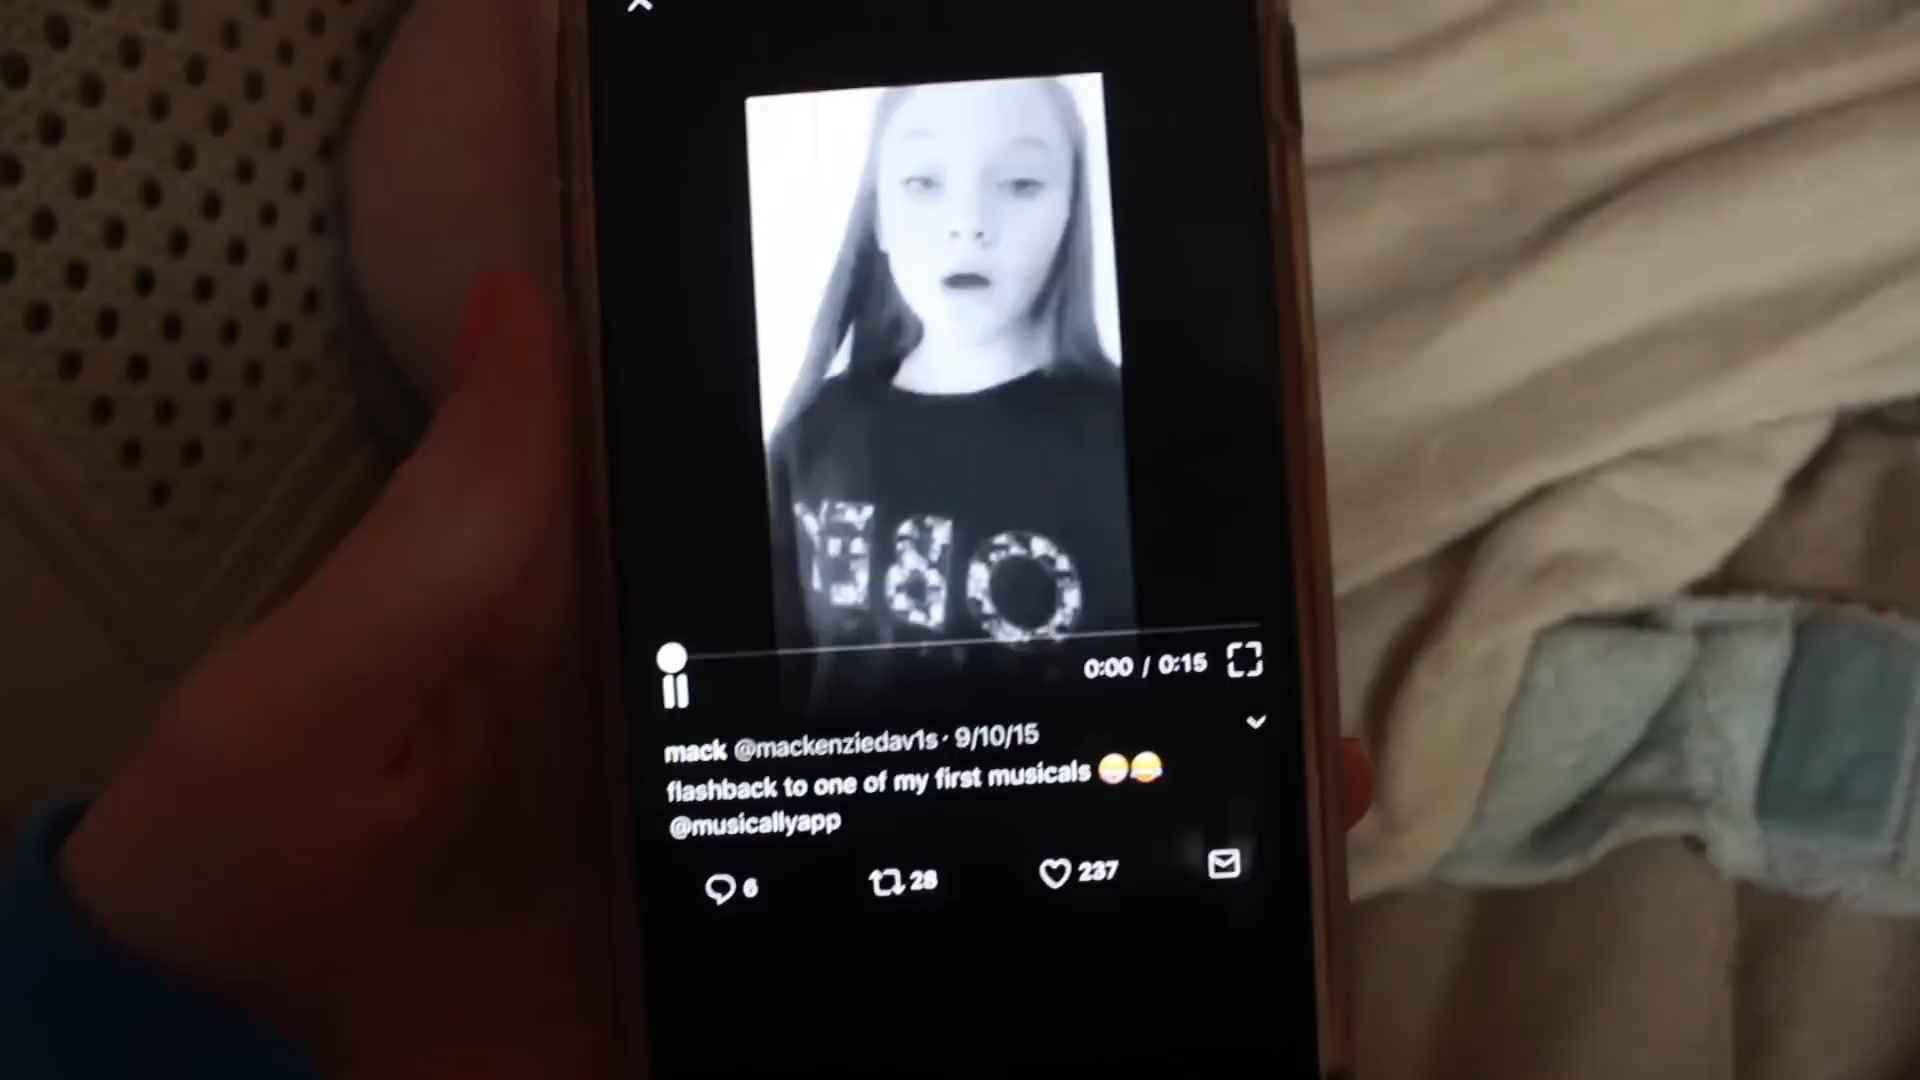 0:00 / 0:15
mack @mackenziedav1s · 9/10/15
flashback to one of my first musicals 😂😂
@musicallyapp
6 28 237